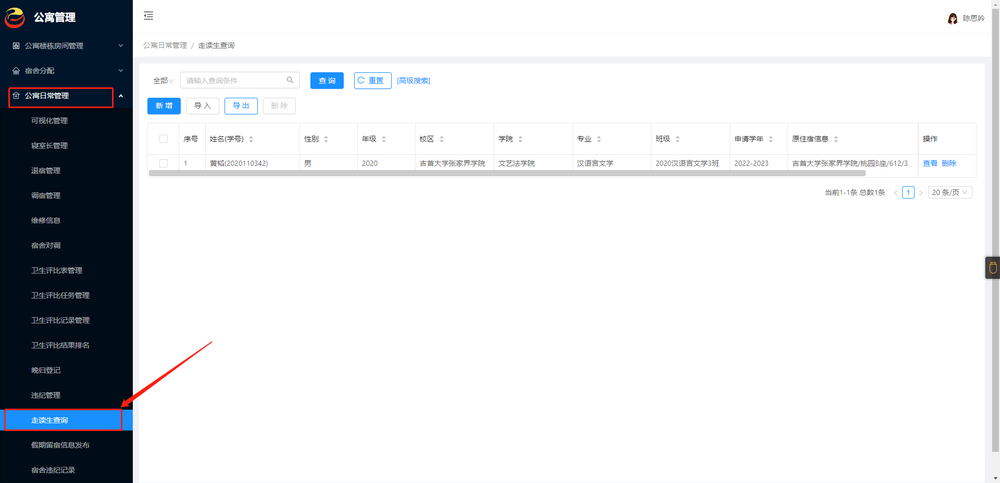 公寓管理
公寓楼栋房间管理
宿舍分配
公寓日常管理
可视化管理
寝室长管理
退宿管理
调宿管理
维修信息
宿舍对调
卫生评比表管理
卫生评比任务管理
卫生评比记录管理
卫生评比结果排名
晚归登记
违纪管理
走读生查询
假期留宿信息发布
宿舍违纪记录
陈思吟
公寓日常管理 / 走读生查询
全部 请输入查询条件 查 询 重置 [高级搜索]
新 增 导 入 导 出 删 除
序号 姓名(学号) 性别 年级 校区 学院 专业 班级 申请学年 原住宿信息 操作
1 黄韬(2020110342) 男 2020 吉首大学张家界学院 文艺法学院 汉语言文学 2020汉语言文学3班 2022-2023 吉首大学张家界学院/桃园B座/612/3 查看 删除
当前1-1条 总数1条 < 1 > 20 条/页